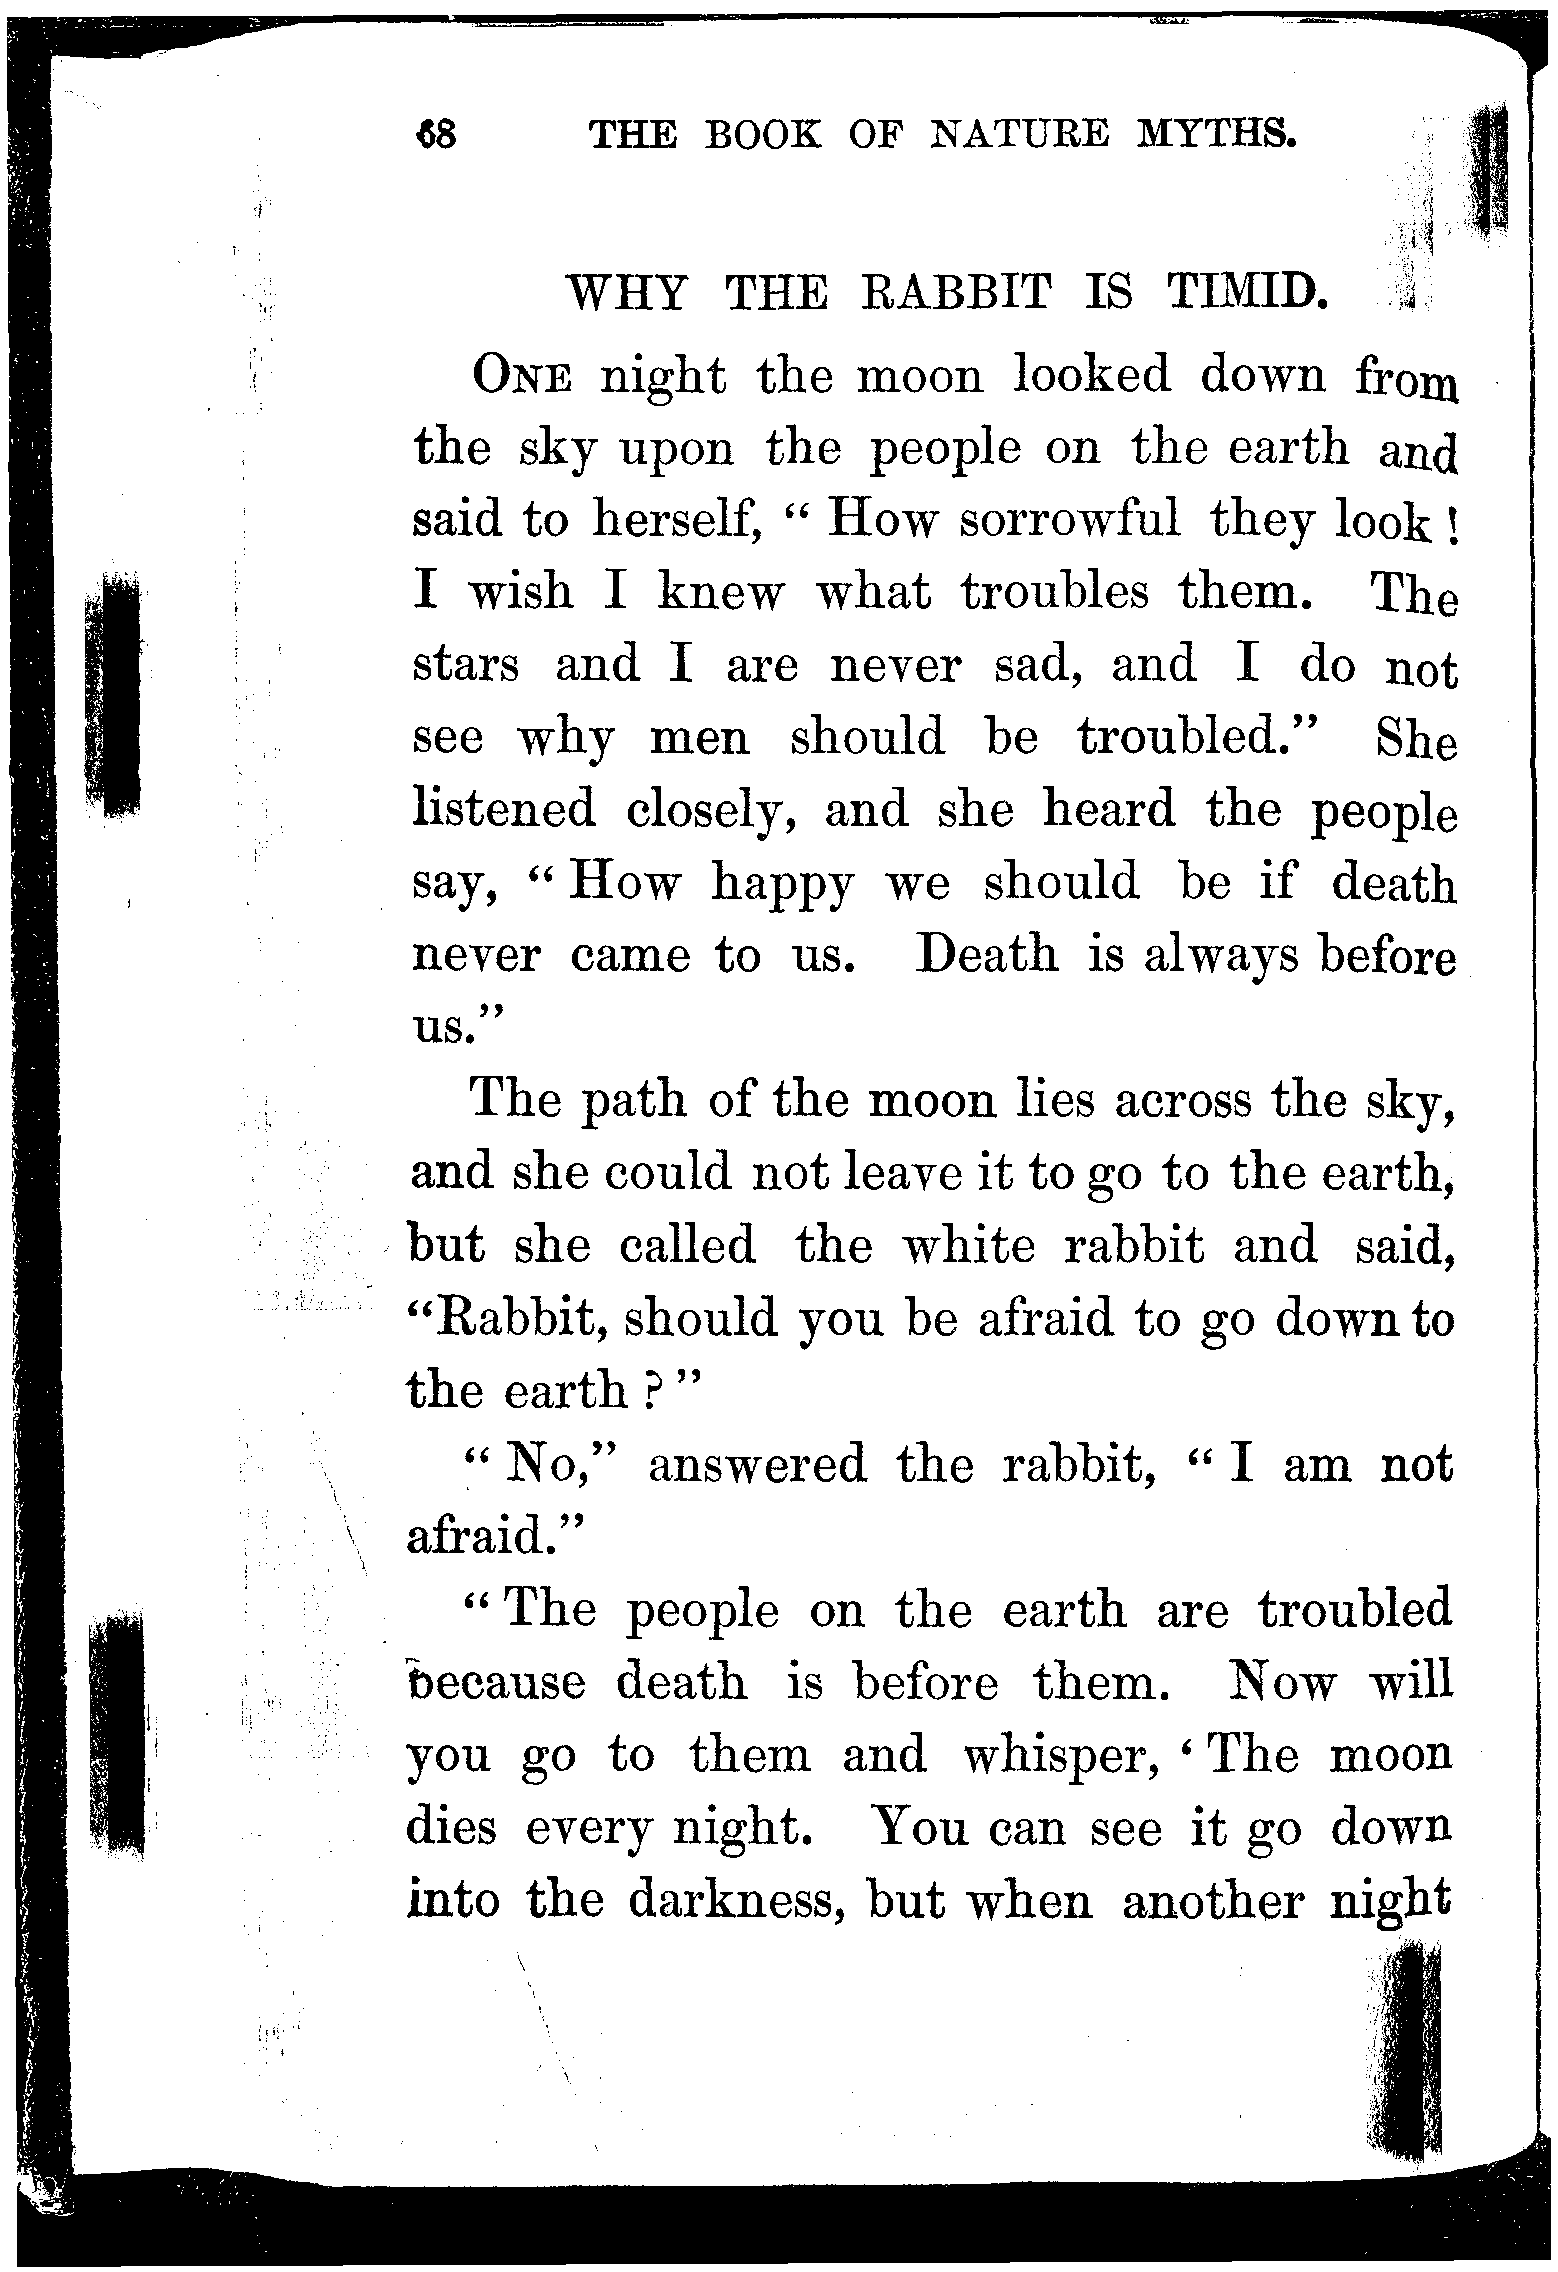 68 THE BOOK OF NATURE MYTHS.
WHY THE RABBIT IS TIMID.
ONE night the moon looked down from
the sky upon the people on the earth and
said to herself, “ How sorrowful they look !
I wish I knew what troubles them. The
stars and I are never sad, and I do not
see why men should be troubled.” She
listened closely, and she heard the people
say, “ How happy we should be if death
never came to us. Death is always before
us.”
The path of the moon lies across the sky,
and she could not leave it to go to the earth,
but she called the white rabbit and said,
“Rabbit, should you be afraid to go down to
the earth ? ”
“ No,” answered the rabbit, “ I am not
afraid.”
“ The people on the earth are troubled
because death is before them. Now will
you go to them and whisper, ‘ The moon
dies every night. You can see it go down
into the darkness, but when another night